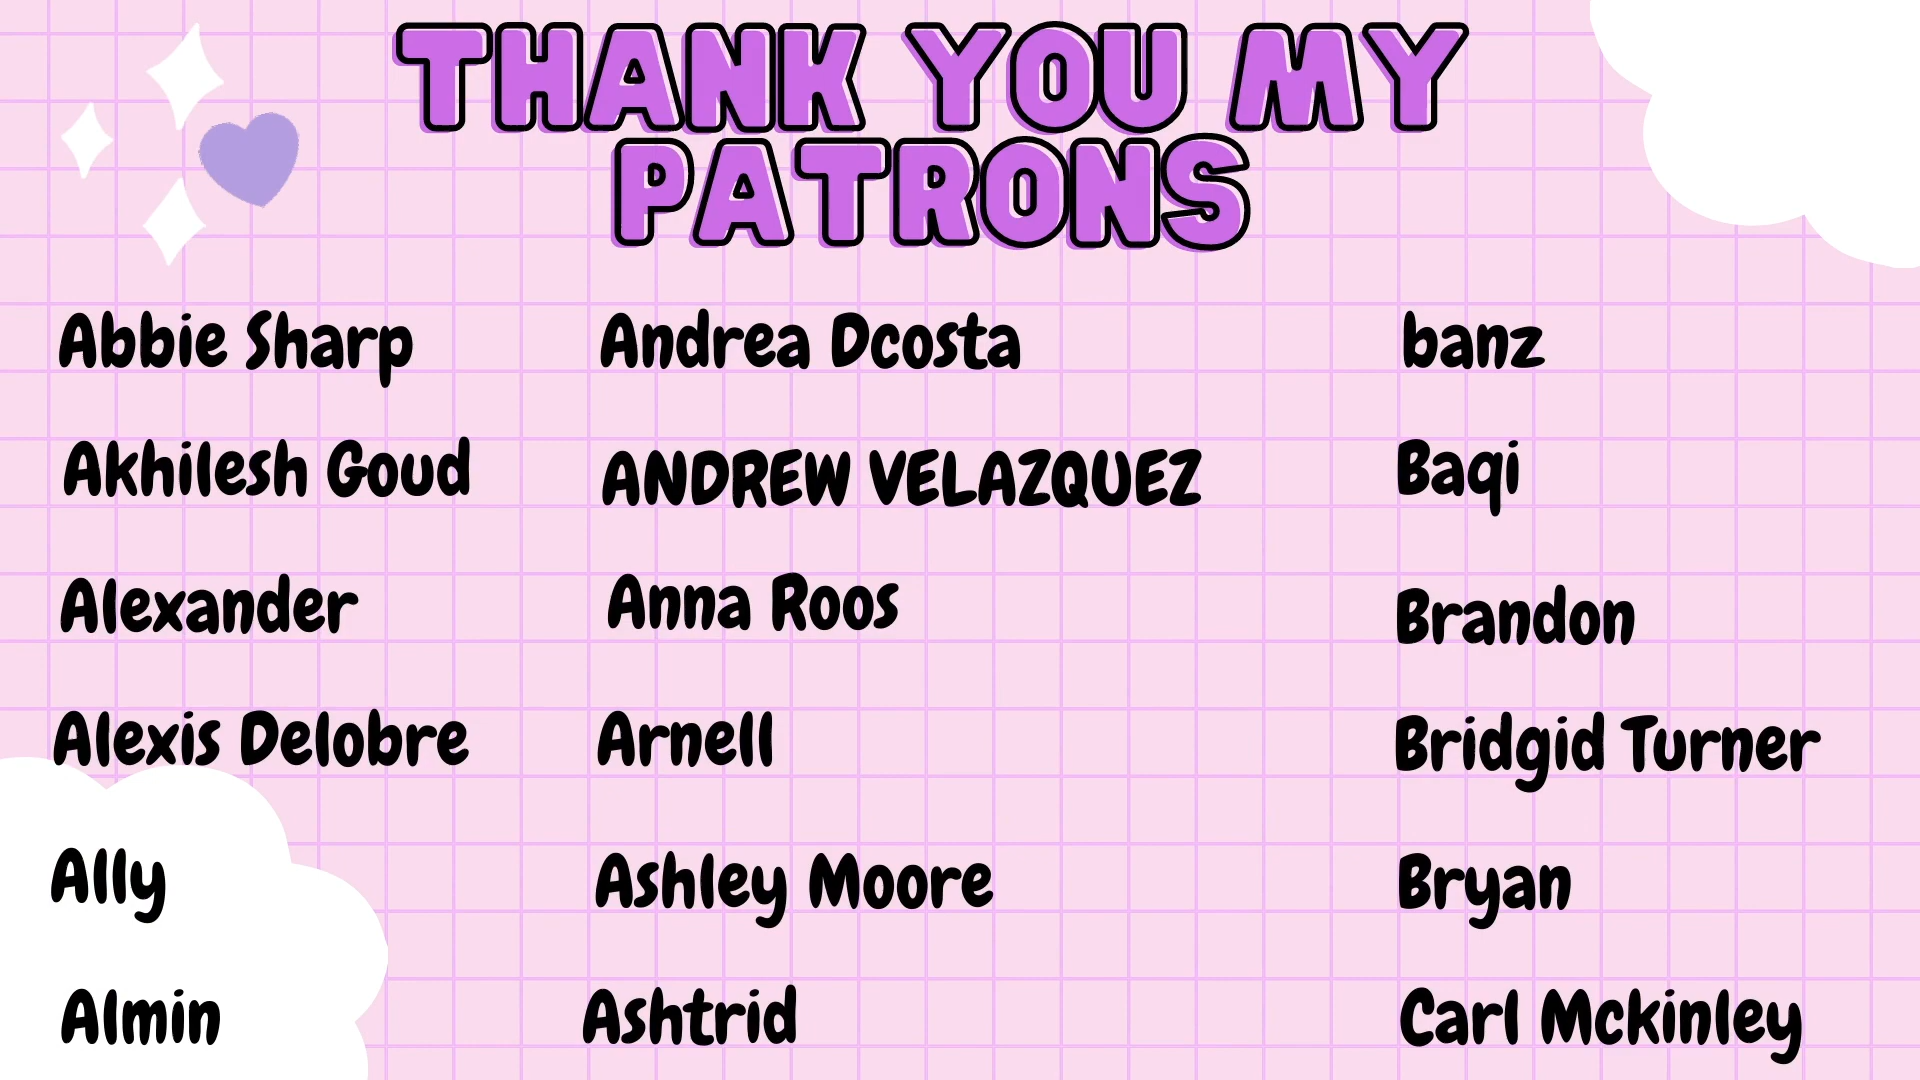 THANK YOU MY
PATRONS
Abbie Sharp
Akhilesh Goud
Alexander
Alexis Delobre
Ally
Almin
Andrea Dcosta
ANDREW VELAZQUEZ
Anna Roos
Arnell
Ashley Moore
Ashtrid
banz
Baqi
Brandon
Bridgid Turner
Bryan
Carl Mckinley